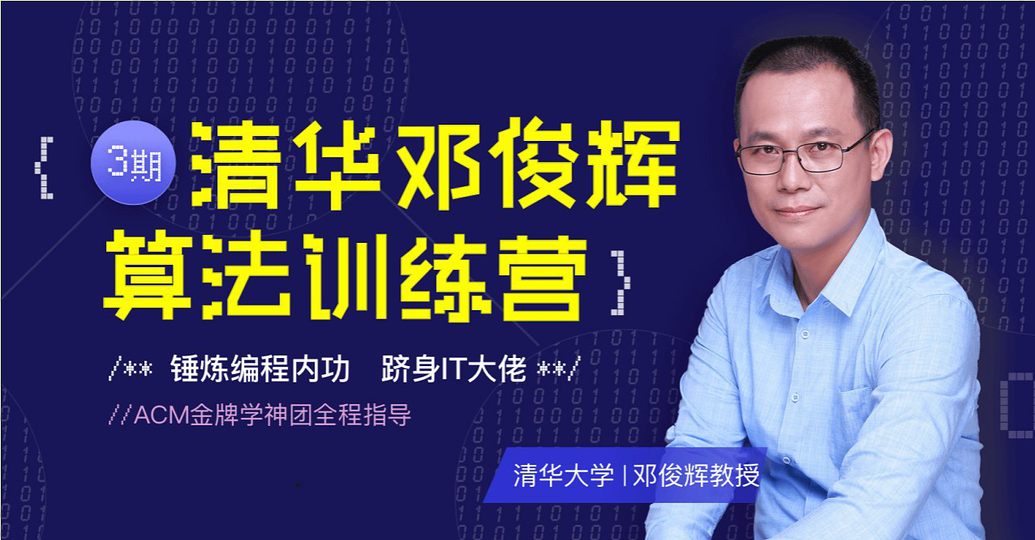 { 3期 清华邓俊辉
算法训练营 }
/** 锤炼编程内功 跻身IT大佬 **/
//ACM金牌学神团全程指导
清华大学 | 邓俊辉教授